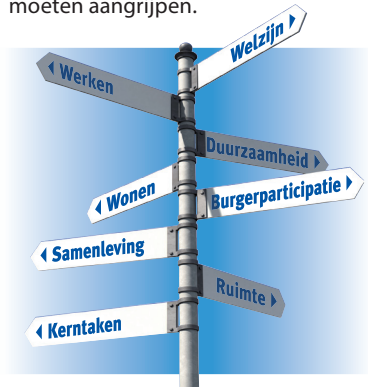 moeten aangrijpen.
Welzijn
Werken
Duurzaamheid
Wonen
Burgerparticipatie
Samenleving
Ruimte
Kerntaken